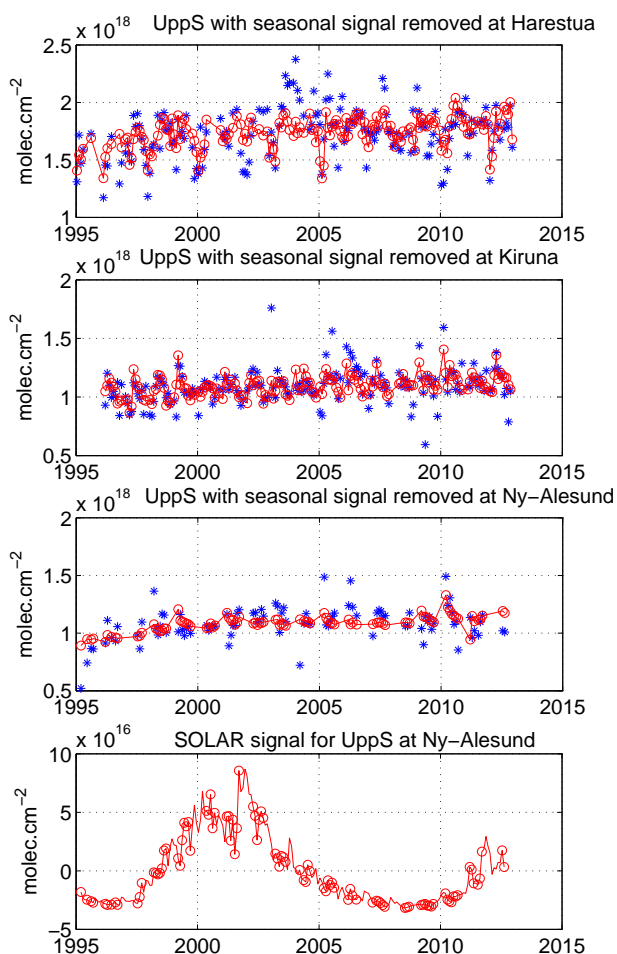 UppS with seasonal signal removed at Harestua
x 10^18
2.5
2
1.5
1
molec.cm−2
1995 2000 2005 2010 2015
UppS with seasonal signal removed at Kiruna
x 10^18
2
1.5
1
0.5
molec.cm−2
1995 2000 2005 2010 2015
UppS with seasonal signal removed at Ny−Alesund
x 10^18
2
1.5
1
0.5
molec.cm−2
1995 2000 2005 2010 2015
SOLAR signal for UppS at Ny−Alesund
x 10^16
10
5
0
−5
molec.cm−2
1995 2000 2005 2010 2015